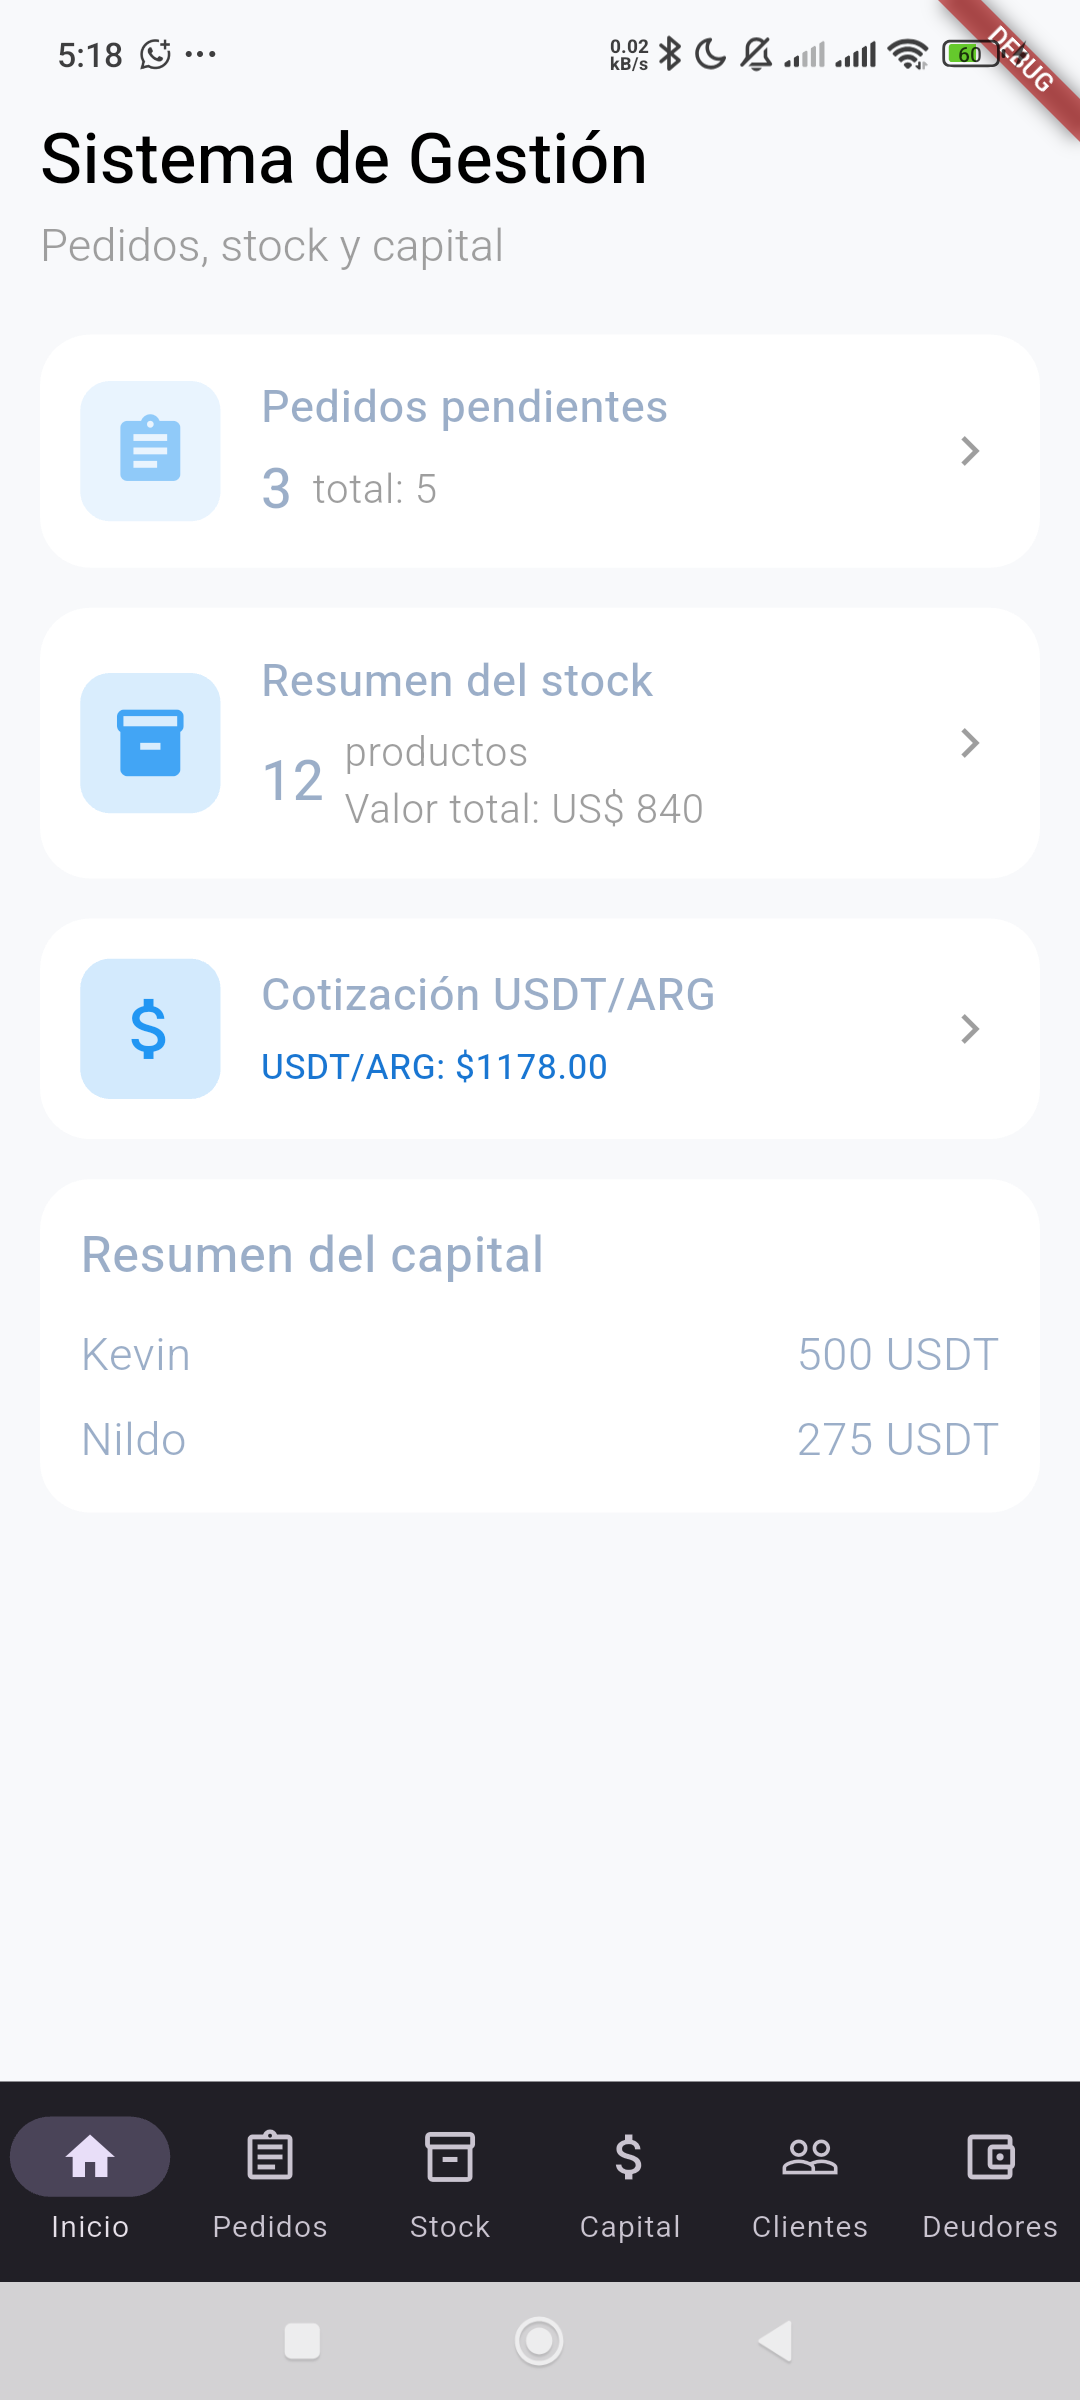 5:18
0.02
kB/s
60
DEBUG
Sistema de Gestión
Pedidos, stock y capital
Pedidos pendientes
3 total: 5
Resumen del stock
12 productos
Valor total: US$ 840
Cotización USDT/ARG
USDT/ARG: $1178.00
Resumen del capital
Kevin 500 USDT
Nildo 275 USDT
Inicio Pedidos Stock Capital Clientes Deudores